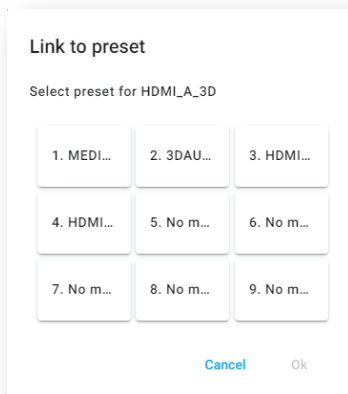 Link to preset
Select preset for HDMI_A_3D
1. MEDI... 2. 3DAU... 3. HDMI...
4. HDMI... 5. No m... 6. No m...
7. No m... 8. No m... 9. No m...
Cancel Ok